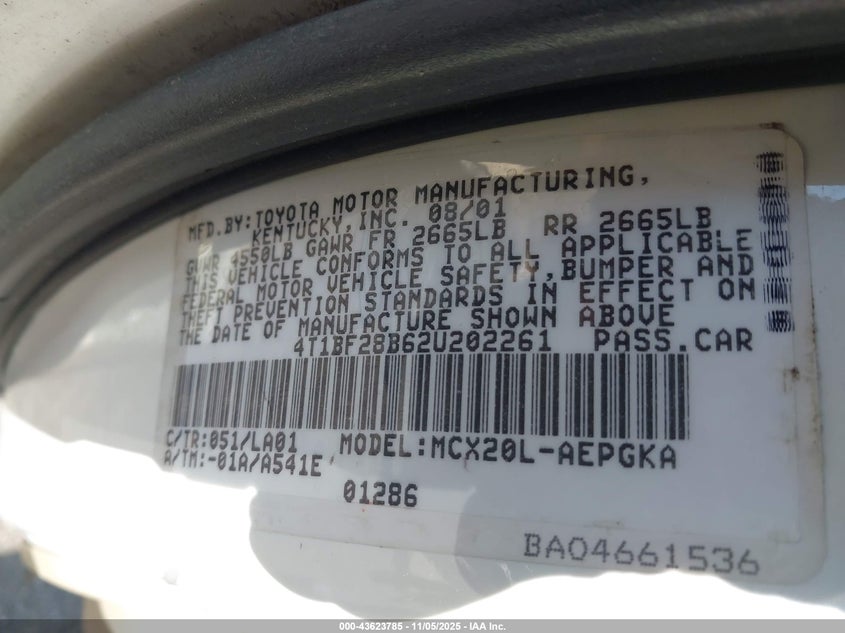 MFD.BY:TOYOTA MOTOR MANUFACTURING,
KENTUCKY,INC. 08/01
GVWR 4550LB GAWR FR 2665LB RR 2665LB
THIS VEHICLE CONFORMS TO ALL APPLICABLE
FEDERAL MOTOR VEHICLE SAFETY,BUMPER AND
THEFT PREVENTION STANDARDS IN EFFECT ON
THE DATE OF MANUFACTURE SHOWN ABOVE
4T1BF28B62U202261 PASS.CAR
C/TR:051/LA01 MODEL:MCX20L-AEPGKA
A/TM:-01A/A541E
01286
BA04661536
000-43623785 - 11/05/2025 - IAA Inc.